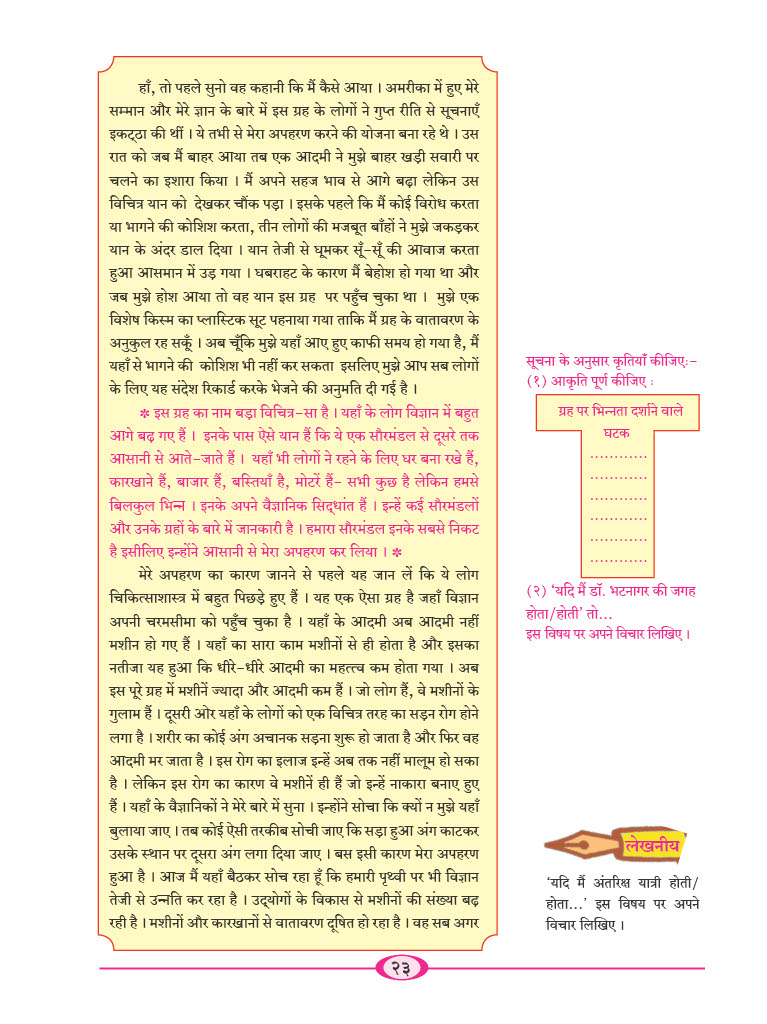 हाँ, तो पहले सुनो वह कहानी कि मैं कैसे आया । अमरीका में हुए मेरे
सम्मान और मेरे ज्ञान के बारे में इस ग्रह के लोगों ने गुप्त रीति से सूचनाएँ
इकट्‌ठा की थीं । ये तभी से मेरा अपहरण करने की योजना बना रहे थे । उस
रात को जब मैं बाहर आया तब एक आदमी ने मुझे बाहर खड़ी सवारी पर
चलने का इशारा किया । मैं अपने सहज भाव से आगे बढ़ा लेकिन उस
विचित्र यान को देखकर चौंक पड़ा । इसके पहले कि मैं कोई विरोध करता
या भागने की कोशिश करता, तीन लोगों की मजबूत बाँहों ने मुझे जकड़कर
यान के अंदर डाल दिया । यान तेजी से घूमकर सूँ-सूँ की आवाज करता
हुआ आसमान में उड़ गया । घबराहट के कारण मैं बेहोश हो गया था और
जब मुझे होश आया तो वह यान इस ग्रह पर पहुँच चुका था । मुझे एक
विशेष किस्म का प्लास्टिक सूट पहनाया गया ताकि मैं ग्रह के वातावरण के
अनुकुल रह सकूँ । अब चूँकि मुझे यहाँ आए हुए काफी समय हो गया है, मैं
यहाँ से भागने की कोशिश भी नहीं कर सकता इसलिए मुझे आप सब लोगों
के लिए यह संदेश रिकार्ड करके भेजने की अनुमति दी गई है ।
* इस ग्रह का नाम बड़ा विचित्र-सा है । यहाँ के लोग विज्ञान में बहुत
आगे बढ़ गए हैं । इनके पास ऐसे यान हैं कि ये एक सौरमंडल से दूसरे तक
आसानी से आते-जाते हैं । यहाँ भी लोगों ने रहने के लिए घर बना रखे हैं,
कारखाने हैं, बाजार हैं, बस्तियाँ है, मोटरें हैं- सभी कुछ है लेकिन हमसे
बिलकुल भिन्न । इनके अपने वैज्ञानिक सिद्‌धांत हैं । इन्हें कई सौरमंडलों
और उनके ग्रहों के बारे में जानकारी है । हमारा सौरमंडल इनके सबसे निकट
है इसीलिए इन्होंने आसानी से मेरा अपहरण कर लिया । *
मेरे अपहरण का कारण जानने से पहले यह जान लें कि ये लोग
चिकित्साशास्त्र में बहुत पिछड़े हुए हैं । यह एक ऐसा ग्रह है जहाँ विज्ञान
अपनी चरमसीमा को पहुँच चुका है । यहाँ के आदमी अब आदमी नहीं
मशीन हो गए हैं । यहाँ का सारा काम मशीनों से ही होता है और इसका
नतीजा यह हुआ कि धीरे-धीरे आदमी का महत्त्व कम होता गया । अब
इस पूरे ग्रह में मशीनें ज्यादा और आदमी कम हैं । जो लोग हैं, वे मशीनों के
गुलाम हैं । दूसरी ओर यहाँ के लोगों को एक विचित्र तरह का सड़न रोग होने
लगा है । शरीर का कोई अंग अचानक सड़ना शुरू हो जाता है और फिर वह
आदमी मर जाता है । इस रोग का इलाज इन्हें अब तक नहीं मालूम हो सका
है । लेकिन इस रोग का कारण वे मशीनें ही हैं जो इन्हें नाकारा बनाए हुए
हैं । यहाँ के वैज्ञानिकों ने मेरे बारे में सुना । इन्होंने सोचा कि क्यों न मुझे यहाँ
बुलाया जाए । तब कोई ऐसी तरकीब सोची जाए कि सड़ा हुआ अंग काटकर
उसके स्थान पर दूसरा अंग लगा दिया जाए । बस इसी कारण मेरा अपहरण
हुआ है । आज मैं यहाँ बैठकर सोच रहा हूँ कि हमारी पृथ्वी पर भी विज्ञान
तेजी से उन्नति कर रहा है । उद्‌योगों के विकास से मशीनों की संख्या बढ़
रही है । मशीनों और कारखानों से वातावरण दूषित हो रहा है । वह सब अगर
सूचना के अनुसार कृतियाँ कीजिए:-
(१) आकृति पूर्ण कीजिए :
ग्रह पर भिन्नता दर्शाने वाले
घटक
............
............
............
............
............
............
(२) ‘यदि मैं डॉ. भटनागर की जगह
होता/होती’ तो...
इस विषय पर अपने विचार लिखिए ।
लेखनीय
‘यदि मैं अंतरिक्ष यात्री होती/
होता...’ इस विषय पर अपने
विचार लिखिए ।
२३